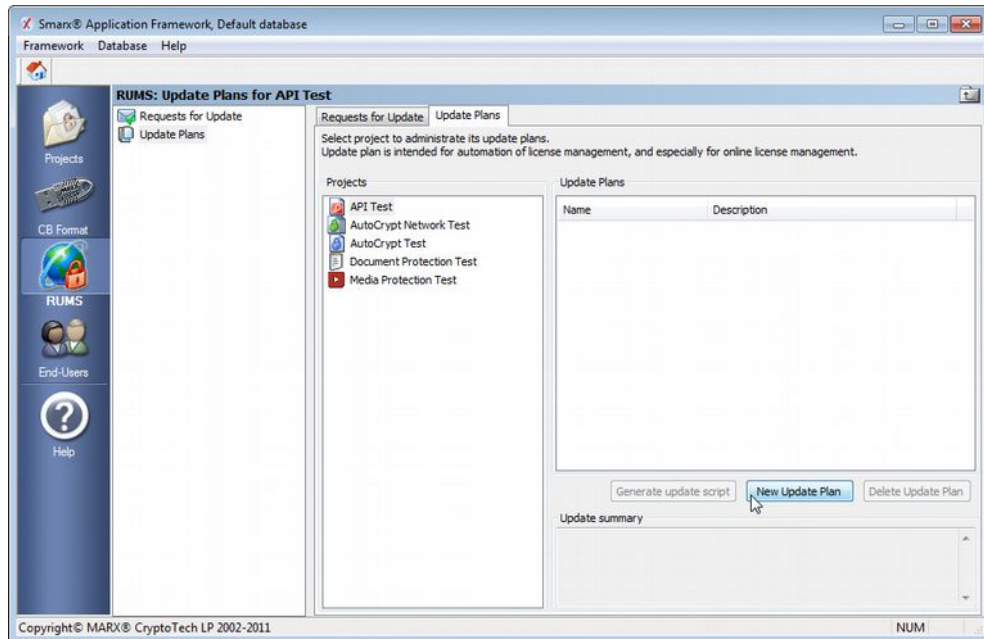 Smarx® Application Framework, Default database
Framework Database Help
RUMS: Update Plans for API Test
Projects
CB Format
RUMS
End-Users
Help
Requests for Update
Update Plans
Requests for Update Update Plans
Select project to administrate its update plans.
Update plan is intended for automation of license management, and especially for online license management.
Projects
API Test
AutoCrypt Network Test
AutoCrypt Test
Document Protection Test
Media Protection Test
Update Plans
Name Description
Generate update script New Update Plan Delete Update Plan
Update summary
Copyright© MARX® CryptoTech LP 2002-2011 NUM